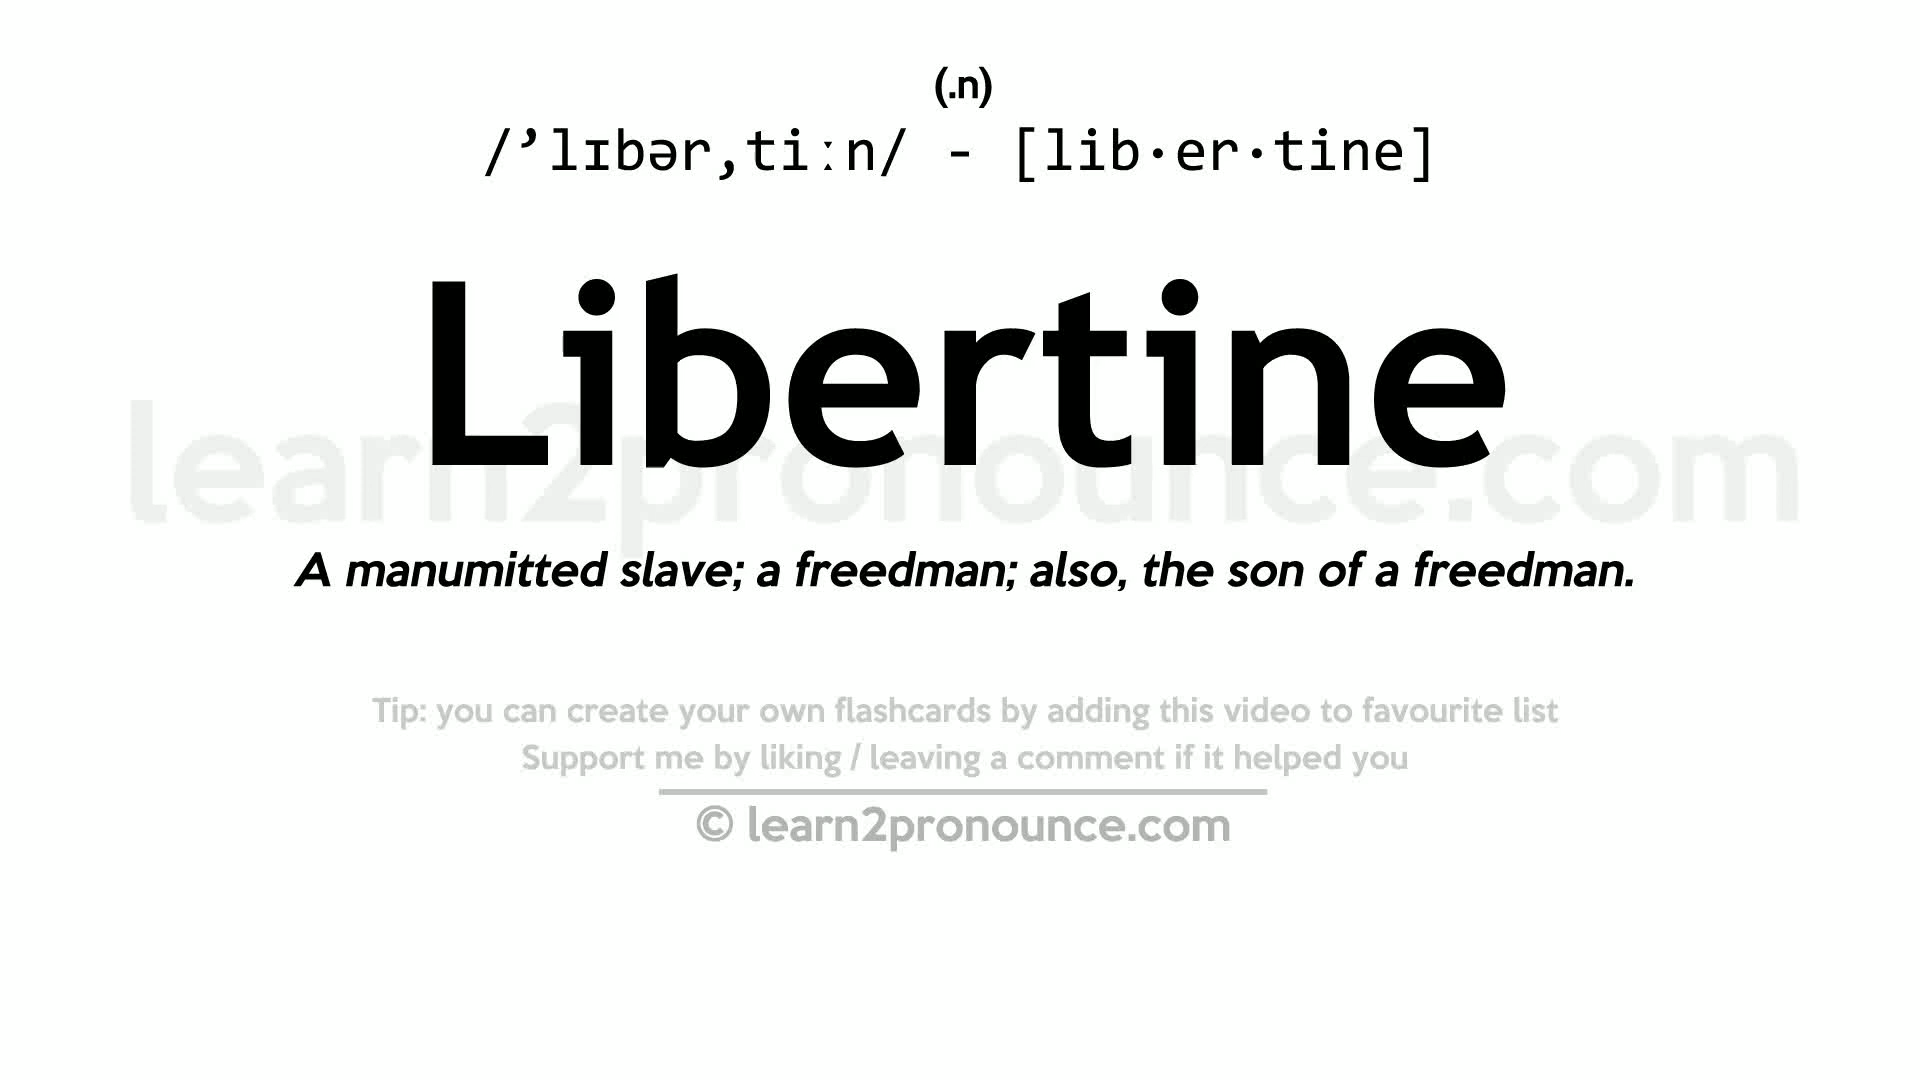 (.n)
/’lɪbər,tiːn/ - [lib·er·tine]
Libertine
learn2pronounce.com
A manumitted slave; a freedman; also, the son of a freedman.
Tip: you can create your own flashcards by adding this video to favourite list
Support me by liking / leaving a comment if it helped you
© learn2pronounce.com